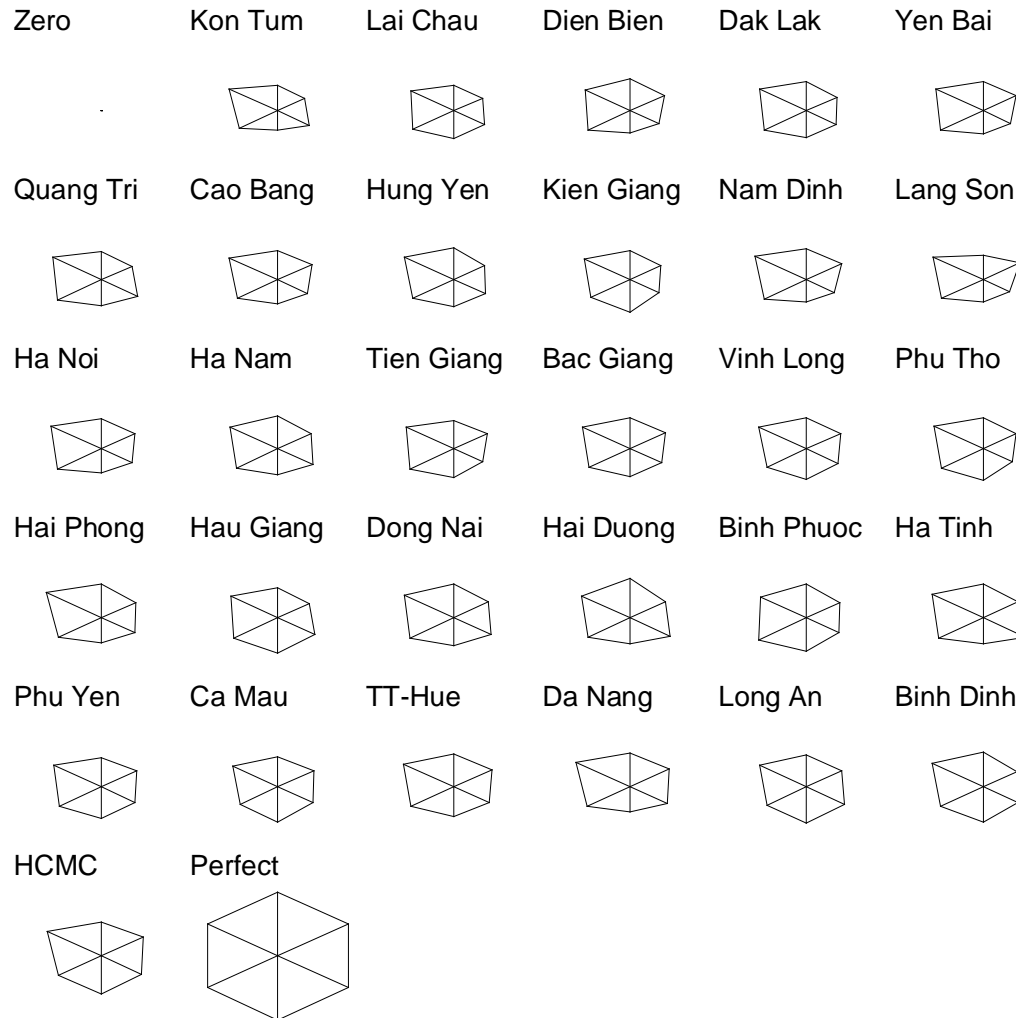 Zero Kon Tum Lai Chau Dien Bien Dak Lak Yen Bai
Quang Tri Cao Bang Hung Yen Kien Giang Nam Dinh Lang Son
Ha Noi Ha Nam Tien Giang Bac Giang Vinh Long Phu Tho
Hai Phong Hau Giang Dong Nai Hai Duong Binh Phuoc Ha Tinh
Phu Yen Ca Mau TT-Hue Da Nang Long An Binh Dinh
HCMC Perfect